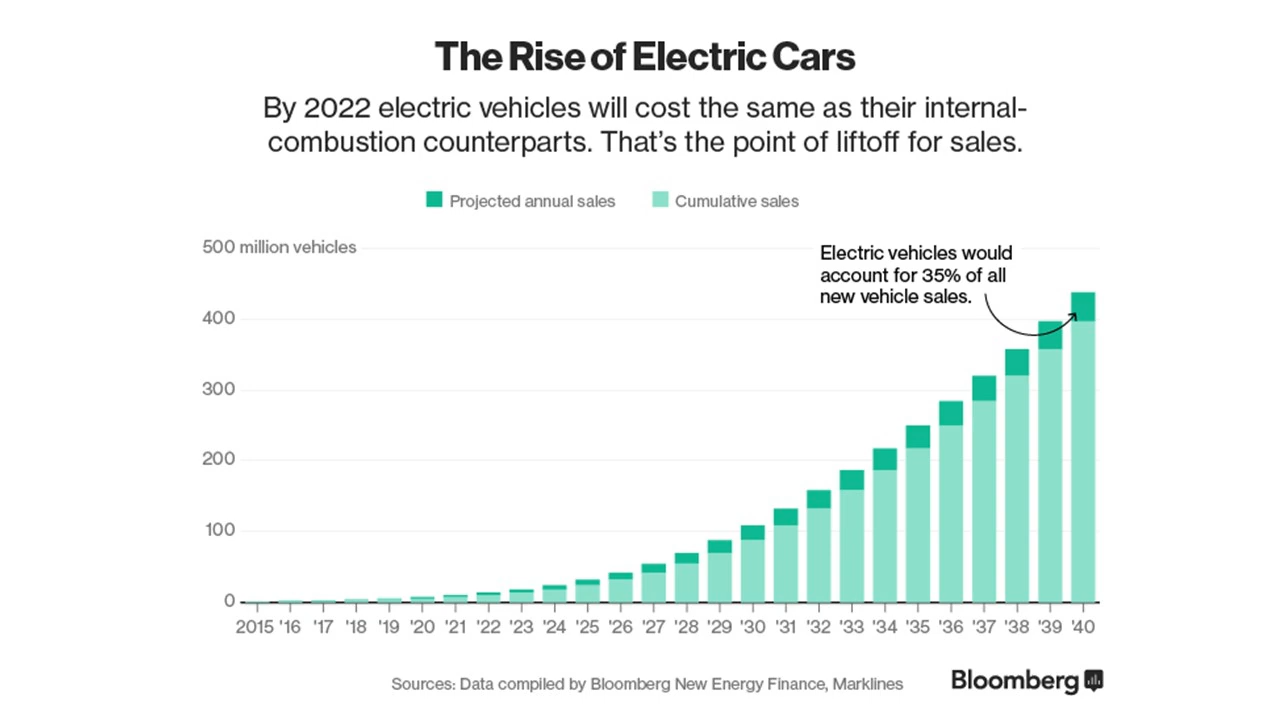 The Rise of Electric Cars
By 2022 electric vehicles will cost the same as their internal-
combustion counterparts. That’s the point of liftoff for sales.
Projected annual sales
Cumulative sales
500 million vehicles
Electric vehicles would
account for 35% of all
new vehicle sales.
400
300
200
100
0
2015 '16 '17 '18 '19 '20 '21 '22 '23 '24 '25 '26 '27 '28 '29 '30 '31 '32 '33 '34 '35 '36 '37 '38 '39 '40
Sources: Data compiled by Bloomberg New Energy Finance, Marklines
Bloomberg